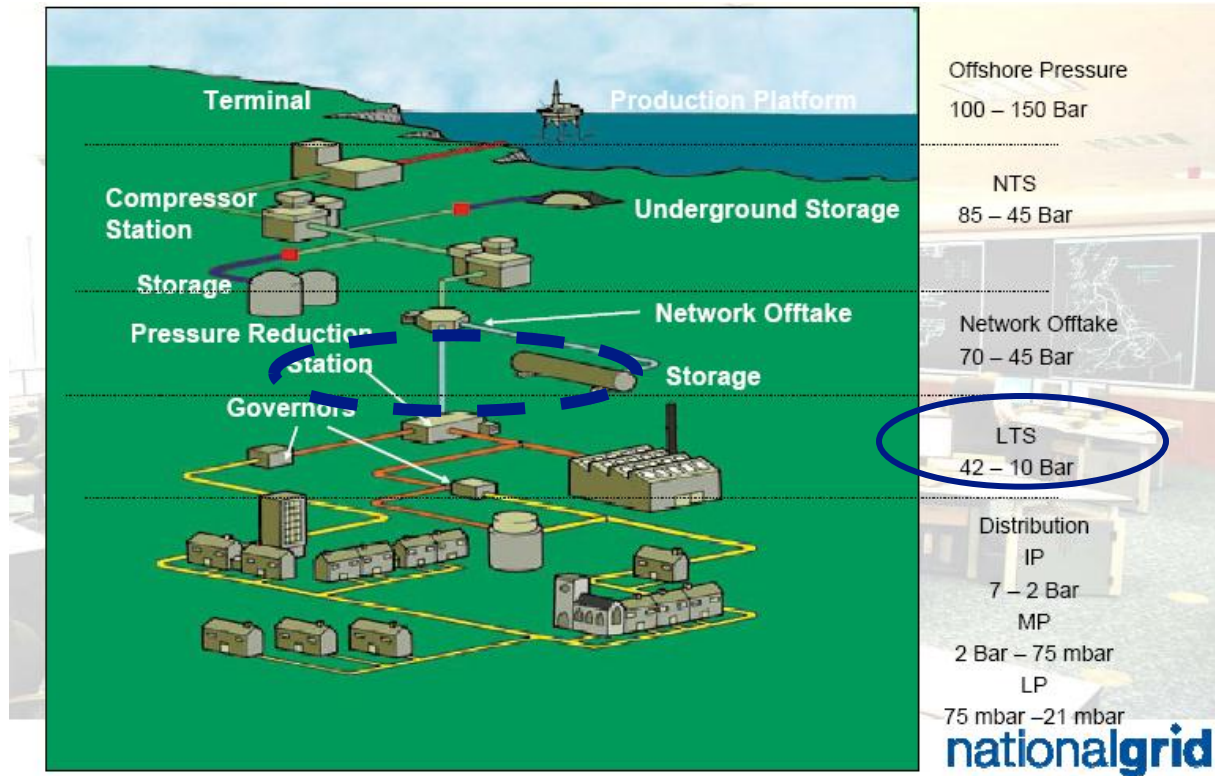 Terminal
Production Platform
Compressor
Station
Underground Storage
Storage
Network Offtake
Pressure Reduction
Station
Storage
Governors
Offshore Pressure
100 – 150 Bar
NTS
85 – 45 Bar
Network Offtake
70 – 45 Bar
LTS
42 – 10 Bar
Distribution
IP
7 – 2 Bar
MP
2 Bar – 75 mbar
LP
75 mbar –21 mbar
nationalgrid